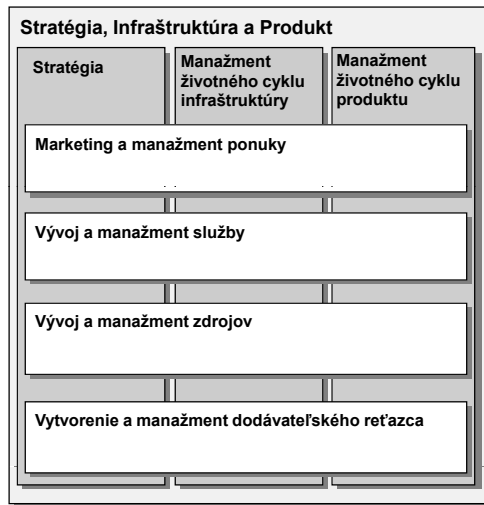 Stratégia, Infraštruktúra a Produkt
Stratégia
Manažment
životného cyklu
infraštruktúry
Manažment
životného cyklu
produktu
Marketing a manažment ponuky
Vývoj a manažment služby
Vývoj a manažment zdrojov
Vytvorenie a manažment dodávateľského reťazca